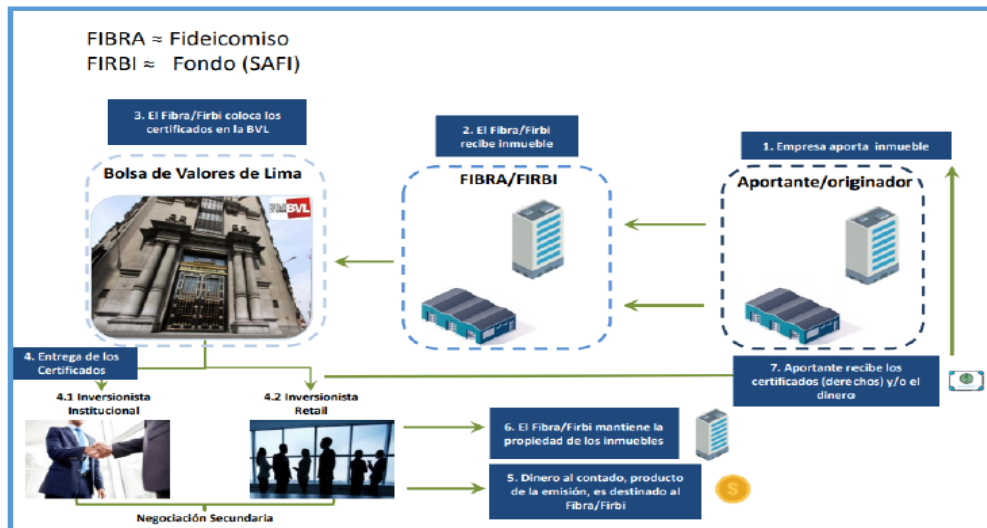 FIBRA ≈ Fideicomiso
FIRBI ≈ Fondo (SAFI)
3. El Fibra/Firbi coloca los
certificados en la BVL
2. El Fibra/Firbi
recibe inmueble
1. Empresa aporta inmueble
Bolsa de Valores de Lima
FIBRA/FIRBI
Aportante/originador
BVL
4. Entrega de los
Certificados
7. Aportante recibe los
certificados (derechos) y/o el
dinero
4.1 Inversionista
Institucional
4.2 Inversionista
Retail
6. El Fibra/Firbi mantiene la
propiedad de los inmuebles
5. Dinero al contado, producto
de la emisión, es destinado al
Fibra/Firbi
$
Negociación Secundaria